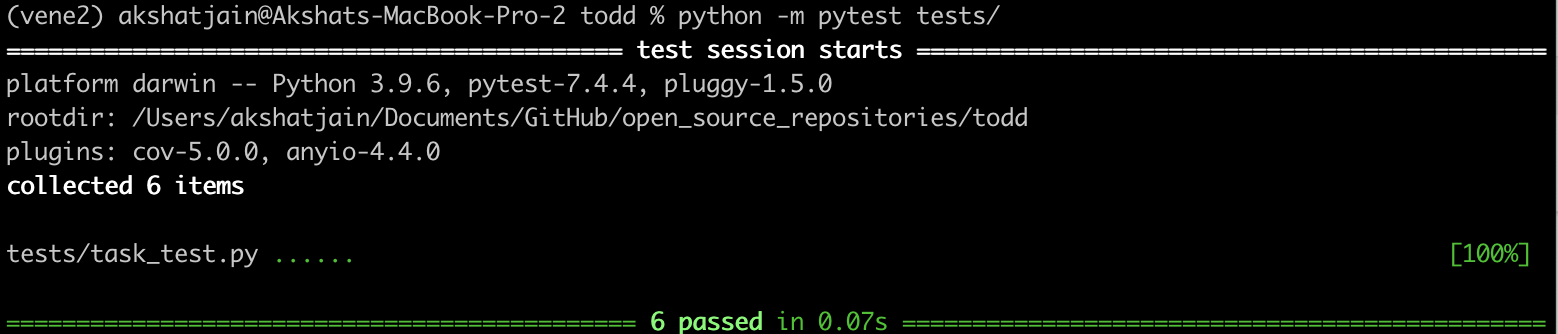 (vene2) akshatjain@Akshats-MacBook-Pro-2 todd % python -m pytest tests/
============================================ test session starts =============================================
platform darwin -- Python 3.9.6, pytest-7.4.4, pluggy-1.5.0
rootdir: /Users/akshatjain/Documents/GitHub/open_source_repositories/todd
plugins: cov-5.0.0, anyio-4.4.0
collected 6 items
tests/task_test.py ...... [100%]
============================================= 6 passed in 0.07s ==============================================